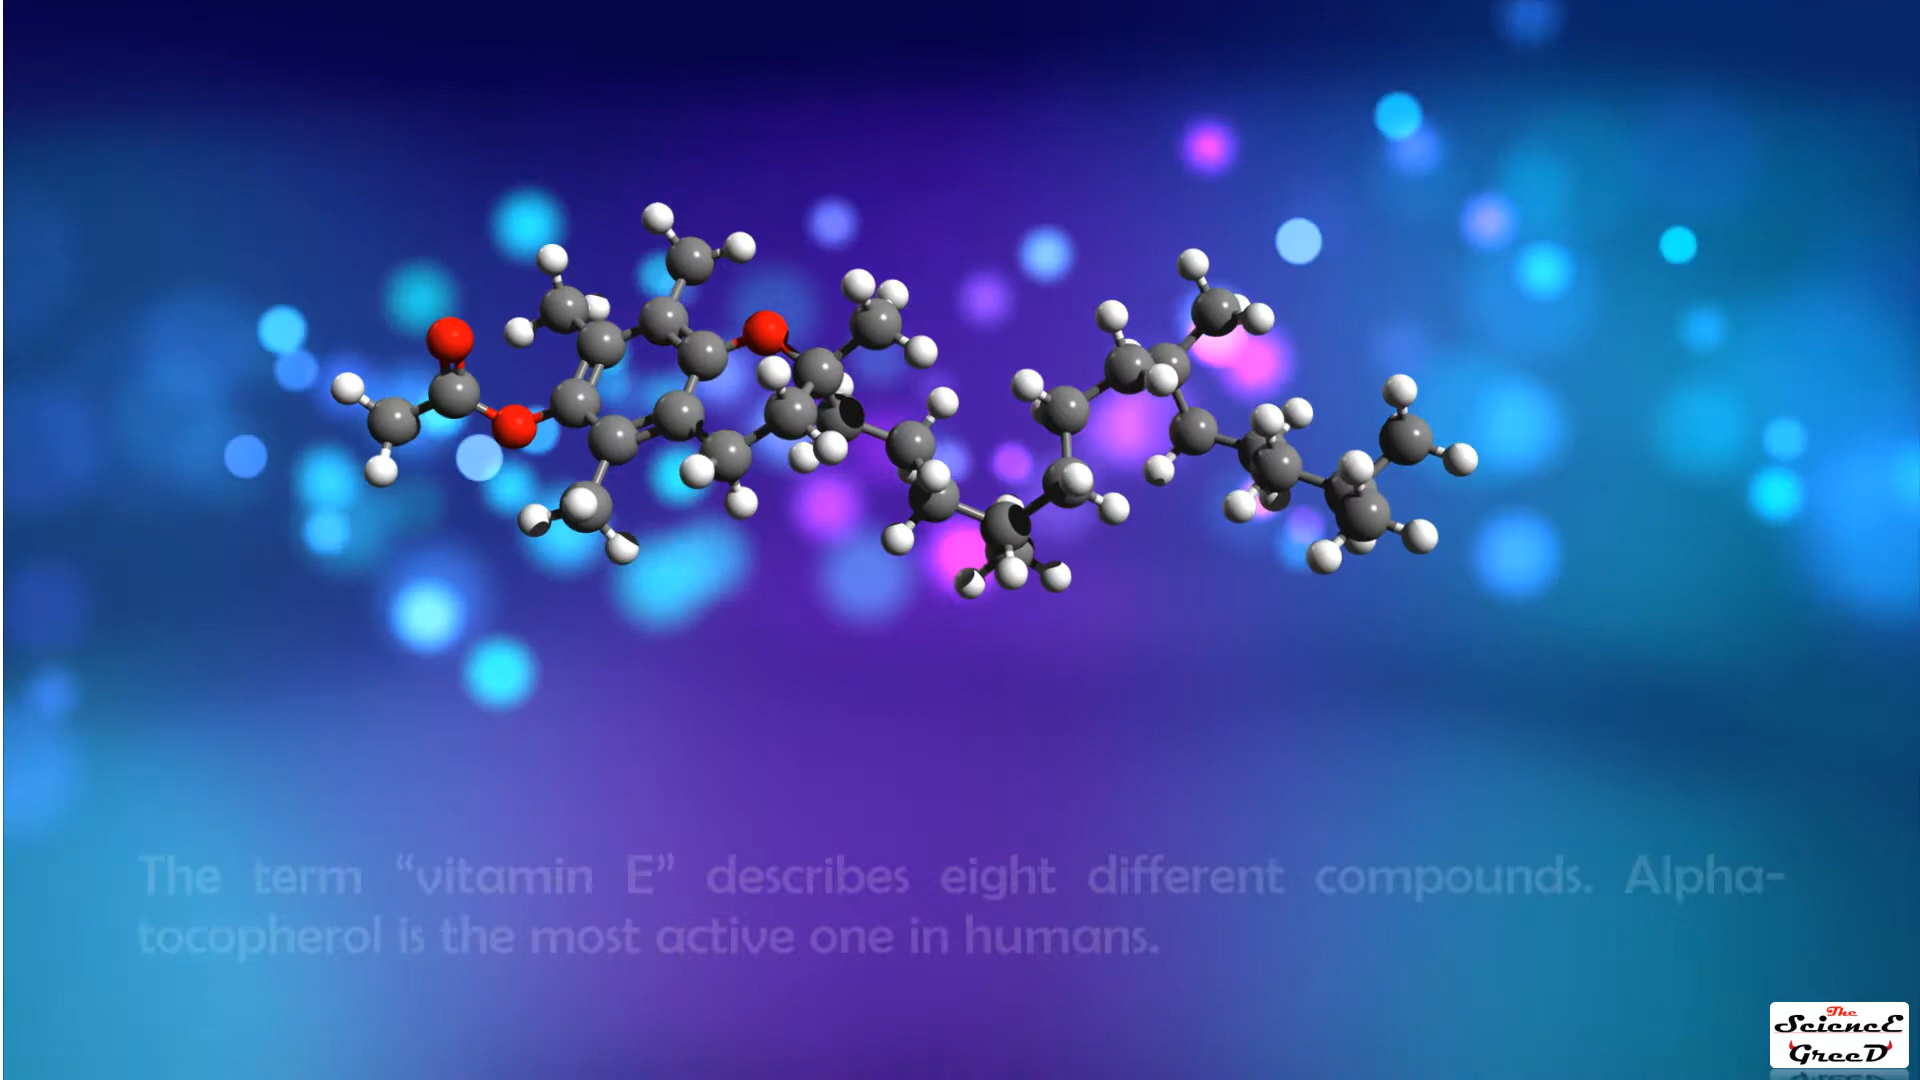 The term “vitamin E” describes eight different compounds. Alpha-
tocopherol is the most active one in humans.
The
SciencE
GreeD